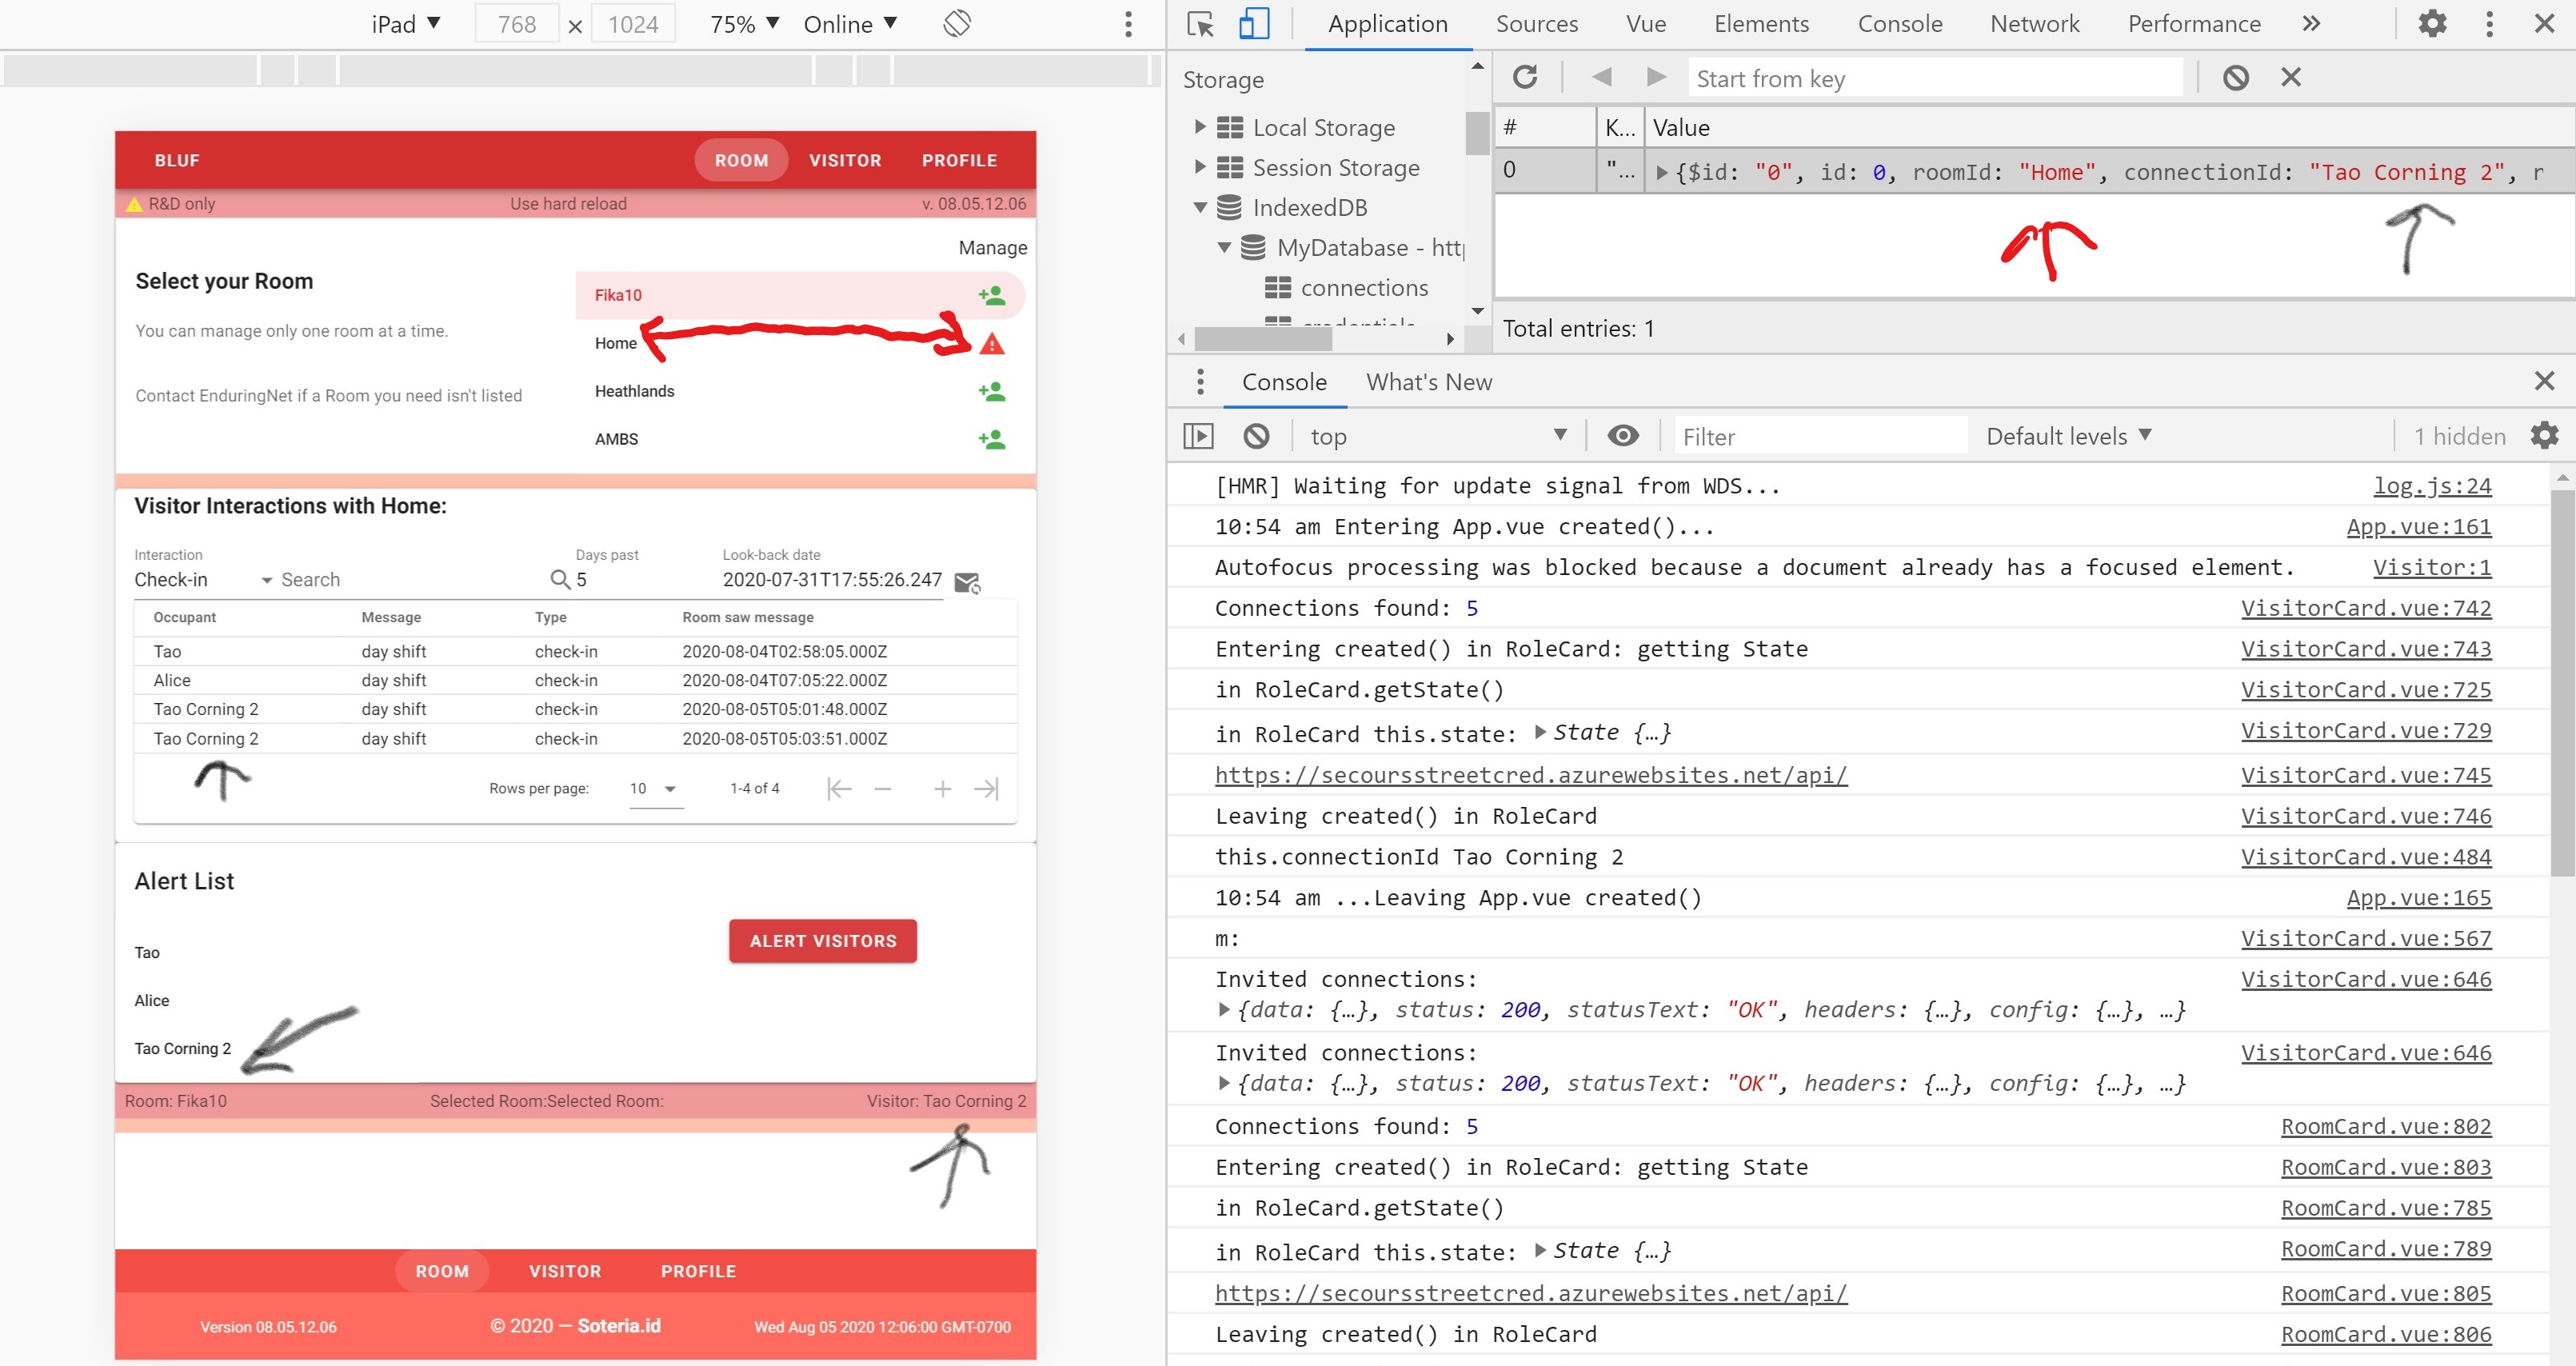 iPad 768 × 1024 75% Online
BLUF ROOM VISITOR PROFILE
R&D only Use hard reload v. 08.05.12.06
Manage
Select your Room
You can manage only one room at a time.
Contact EnduringNet if a Room you need isn't listed
Fika10
Home
Heathlands
AMBS
Visitor Interactions with Home:
Interaction Days past Look-back date
Check-in Search 5 2020-07-31T17:55:26.247
Occupant Message Type Room saw message
Tao day shift check-in 2020-08-04T02:58:05.000Z
Alice day shift check-in 2020-08-04T07:05:22.000Z
Tao Corning 2 day shift check-in 2020-08-05T05:01:48.000Z
Tao Corning 2 day shift check-in 2020-08-05T05:03:51.000Z
Rows per page: 10 1-4 of 4
Alert List
ALERT VISITORS
Tao
Alice
Tao Corning 2
Room: Fika10 Selected Room:Selected Room: Visitor: Tao Corning 2
ROOM VISITOR PROFILE
Version 08.05.12.06 © 2020 — Soteria.id Wed Aug 05 2020 12:06:00 GMT-0700
Application Sources Vue Elements Console Network Performance »
Storage
Local Storage
Session Storage
IndexedDB
MyDatabase - htt
connections
credentials
Start from key
# K... Value
0 "... {$id: "0", id: 0, roomId: "Home", connectionId: "Tao Corning 2", r
Total entries: 1
Console What's New
top Filter Default levels 1 hidden
[HMR] Waiting for update signal from WDS... log.js:24
10:54 am Entering App.vue created()... App.vue:161
Autofocus processing was blocked because a document already has a focused element. Visitor:1
Connections found: 5 VisitorCard.vue:742
Entering created() in RoleCard: getting State VisitorCard.vue:743
in RoleCard.getState() VisitorCard.vue:725
in RoleCard this.state: State {…} VisitorCard.vue:729
https://secoursstreetcred.azurewebsites.net/api/ VisitorCard.vue:745
Leaving created() in RoleCard VisitorCard.vue:746
this.connectionId Tao Corning 2 VisitorCard.vue:484
10:54 am ...Leaving App.vue created() App.vue:165
m: VisitorCard.vue:567
Invited connections: VisitorCard.vue:646
{data: {…}, status: 200, statusText: "OK", headers: {…}, config: {…}, …}
Invited connections: VisitorCard.vue:646
{data: {…}, status: 200, statusText: "OK", headers: {…}, config: {…}, …}
Connections found: 5 RoomCard.vue:802
Entering created() in RoleCard: getting State RoomCard.vue:803
in RoleCard.getState() RoomCard.vue:785
in RoleCard this.state: State {…} RoomCard.vue:789
https://secoursstreetcred.azurewebsites.net/api/ RoomCard.vue:805
Leaving created() in RoleCard RoomCard.vue:806